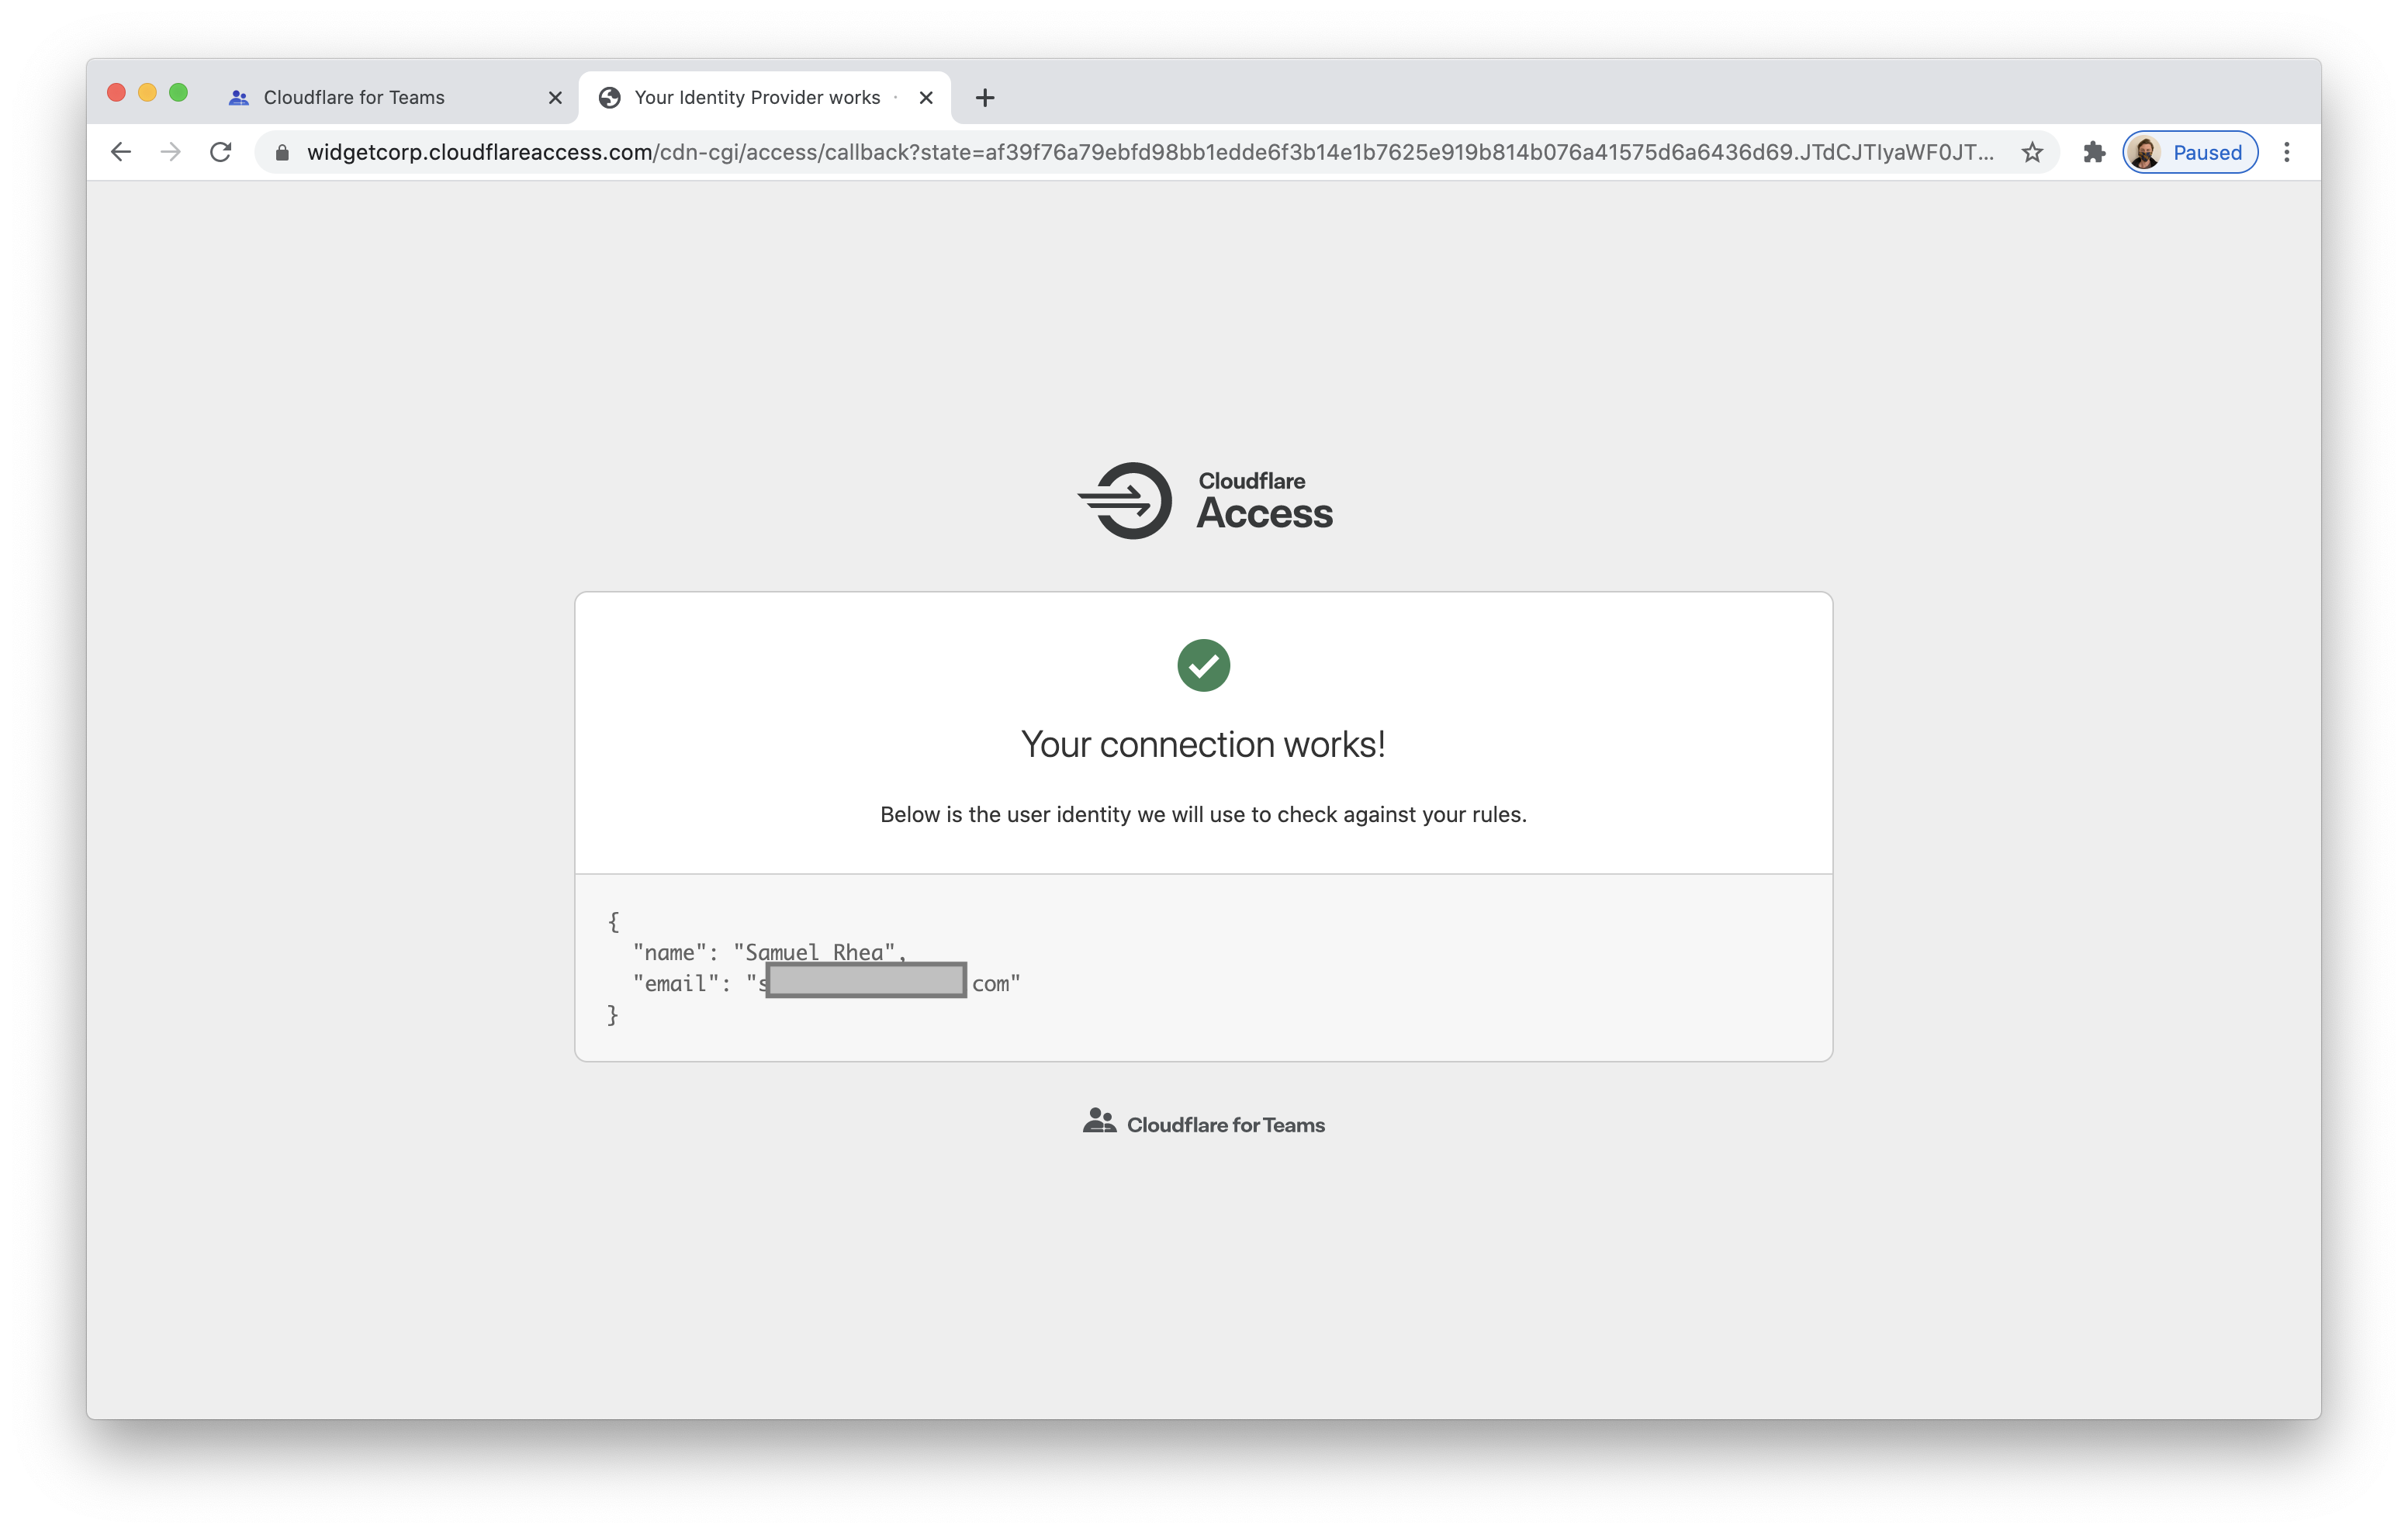 Cloudflare for Teams
Your Identity Provider works
widgetcorp.cloudflareaccess.com/cdn-cgi/access/callback?state=af39f76a79ebfd98bb1edde6f3b14e1b7625e919b814b076a41575d6a6436d69.JTdCJTIyaWF0JT...
Paused
Cloudflare
Access
Your connection works!
Below is the user identity we will use to check against your rules.
{
"name": "Samuel Rhea",
"email": "s com"
}
Cloudflare for Teams